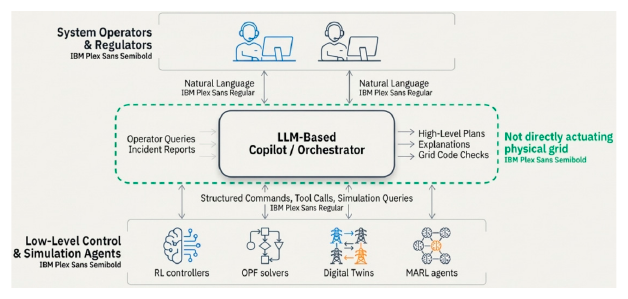 System Operators
& Regulators
IBM Plex Sans Semibold
Natural Language
IBM Plex Sans Regular
Natural Language
IBM Plex Sans Regular
Operator Queries
Incident Reports
LLM-Based
Copilot / Orchestrator
High-Level Plans
Explanations
Grid Code Checks
Not directly actuating
physical grid
IBM Plex Sans Semibold
Structured Commands, Tool Calls, Simulation Queries
IBM Plex Sans Regular
Low-Level Control
& Simulation Agents
IBM Plex Sans Semibold
RL controllers
OPF solvers
Digital Twins
MARL agents